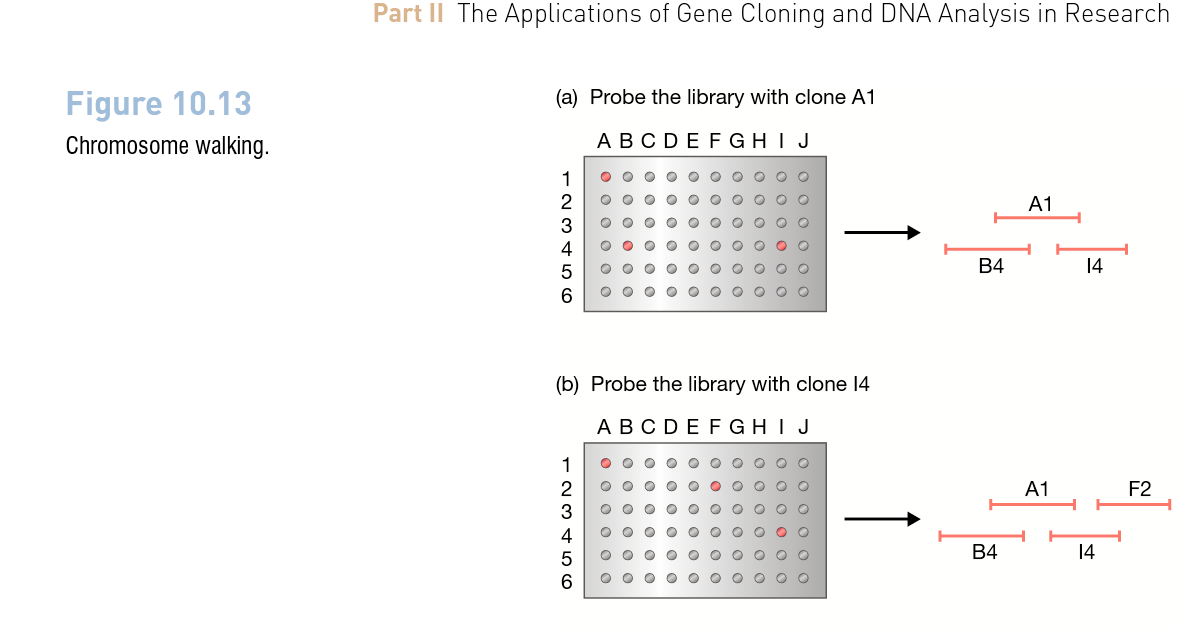 Part II The Applications of Gene Cloning and DNA Analysis in Research
Figure 10.13
Chromosome walking.
(a) Probe the library with clone A1
A B C D E F G H I J
1
2
3
4
5
6
A1
B4 I4
(b) Probe the library with clone I4
A B C D E F G H I J
1
2
3
4
5
6
A1 F2
B4 I4